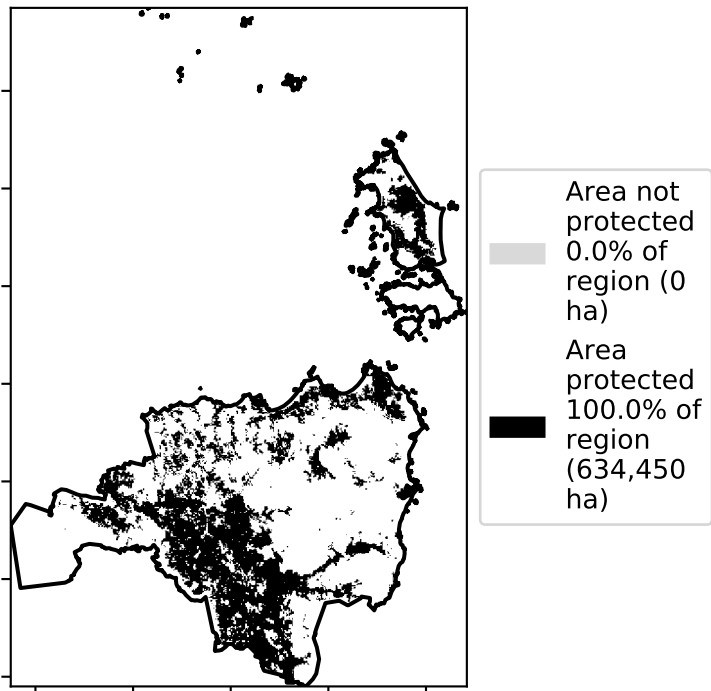 Area not
protected
0.0% of
region (0
ha)
Area
protected
100.0% of
region
(634,450
ha)